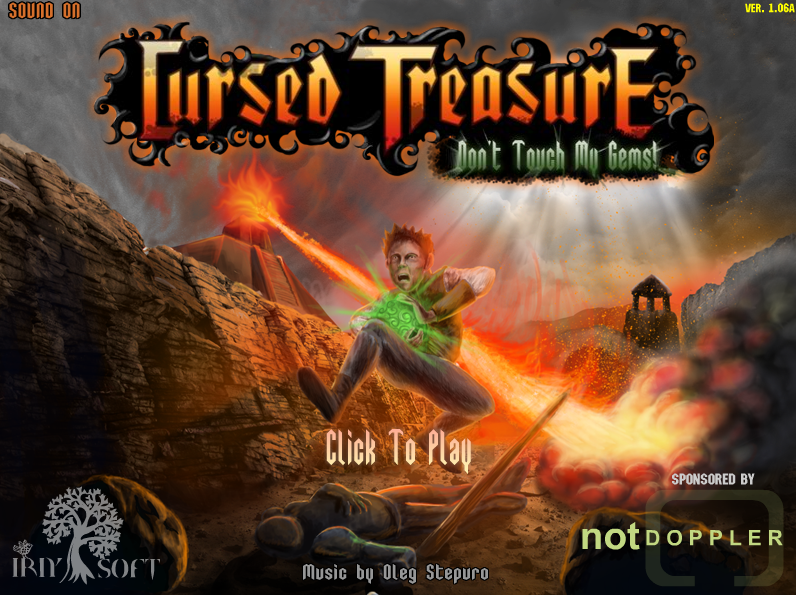 SOUND ON
VER. 1.06A
Cursed Treasure
Don't Touch My Gems!
Click To Play
SPONSORED BY
notDOPPLER
IRIYSOFT
Music by Oleg Stepuro